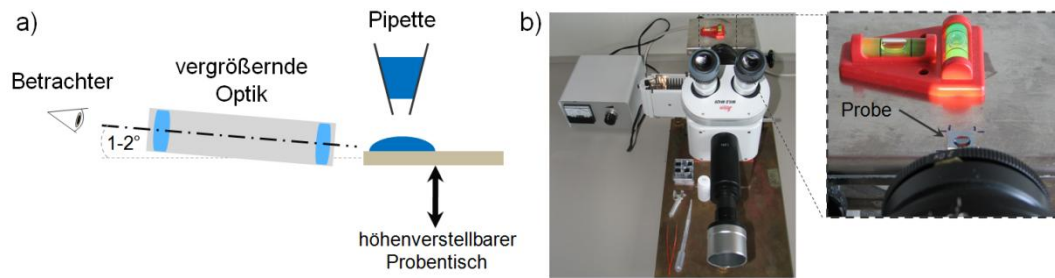 a)
Pipette
Betrachter
vergrößernde
Optik
1-2°
höhenverstellbarer
Probentisch
b)
Probe